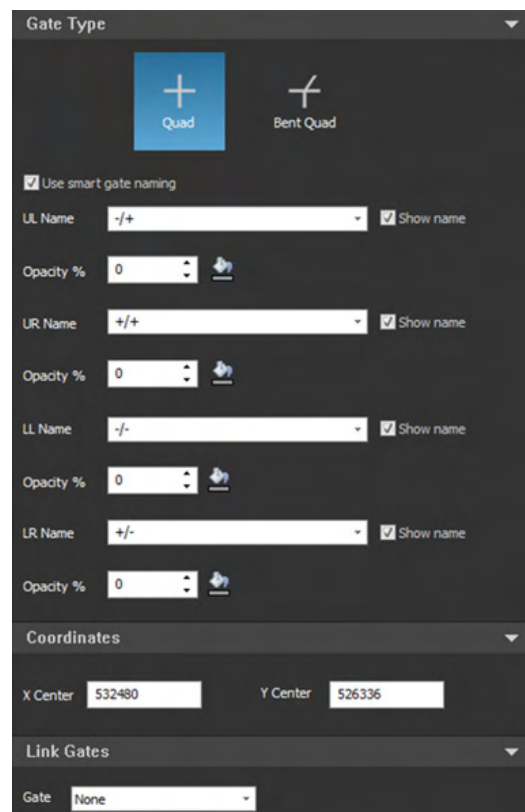 Gate Type
Quad Bent Quad
Use smart gate naming
UL Name -/+ Show name
Opacity % 0
UR Name +/+ Show name
Opacity % 0
LL Name -/- Show name
Opacity % 0
LR Name +/- Show name
Opacity % 0
Coordinates
X Center 532480 Y Center 526336
Link Gates
Gate None